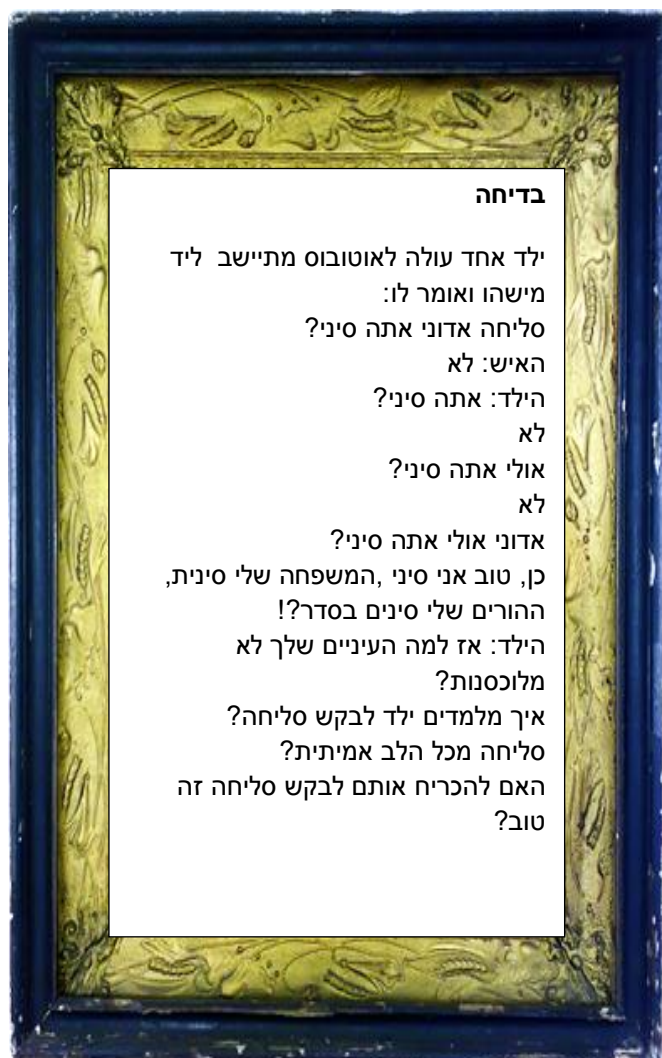 בדיחה
ילד אחד עולה לאוטובוס מתיישב  ליד
מישהו ואומר לו:
סליחה אדוני אתה סיני?
האיש: לא
הילד: אתה סיני?
לא
אולי אתה סיני?
לא
אדוני אולי אתה סיני?
כן, טוב אני סיני ,המשפחה שלי סינית,
ההורים שלי סינים בסדר?!
הילד: אז למה העיניים שלך לא
מלוכסנות?
איך מלמדים ילד לבקש סליחה?
סליחה מכל הלב אמיתית?
האם להכריח אותם לבקש סליחה זה
טוב?